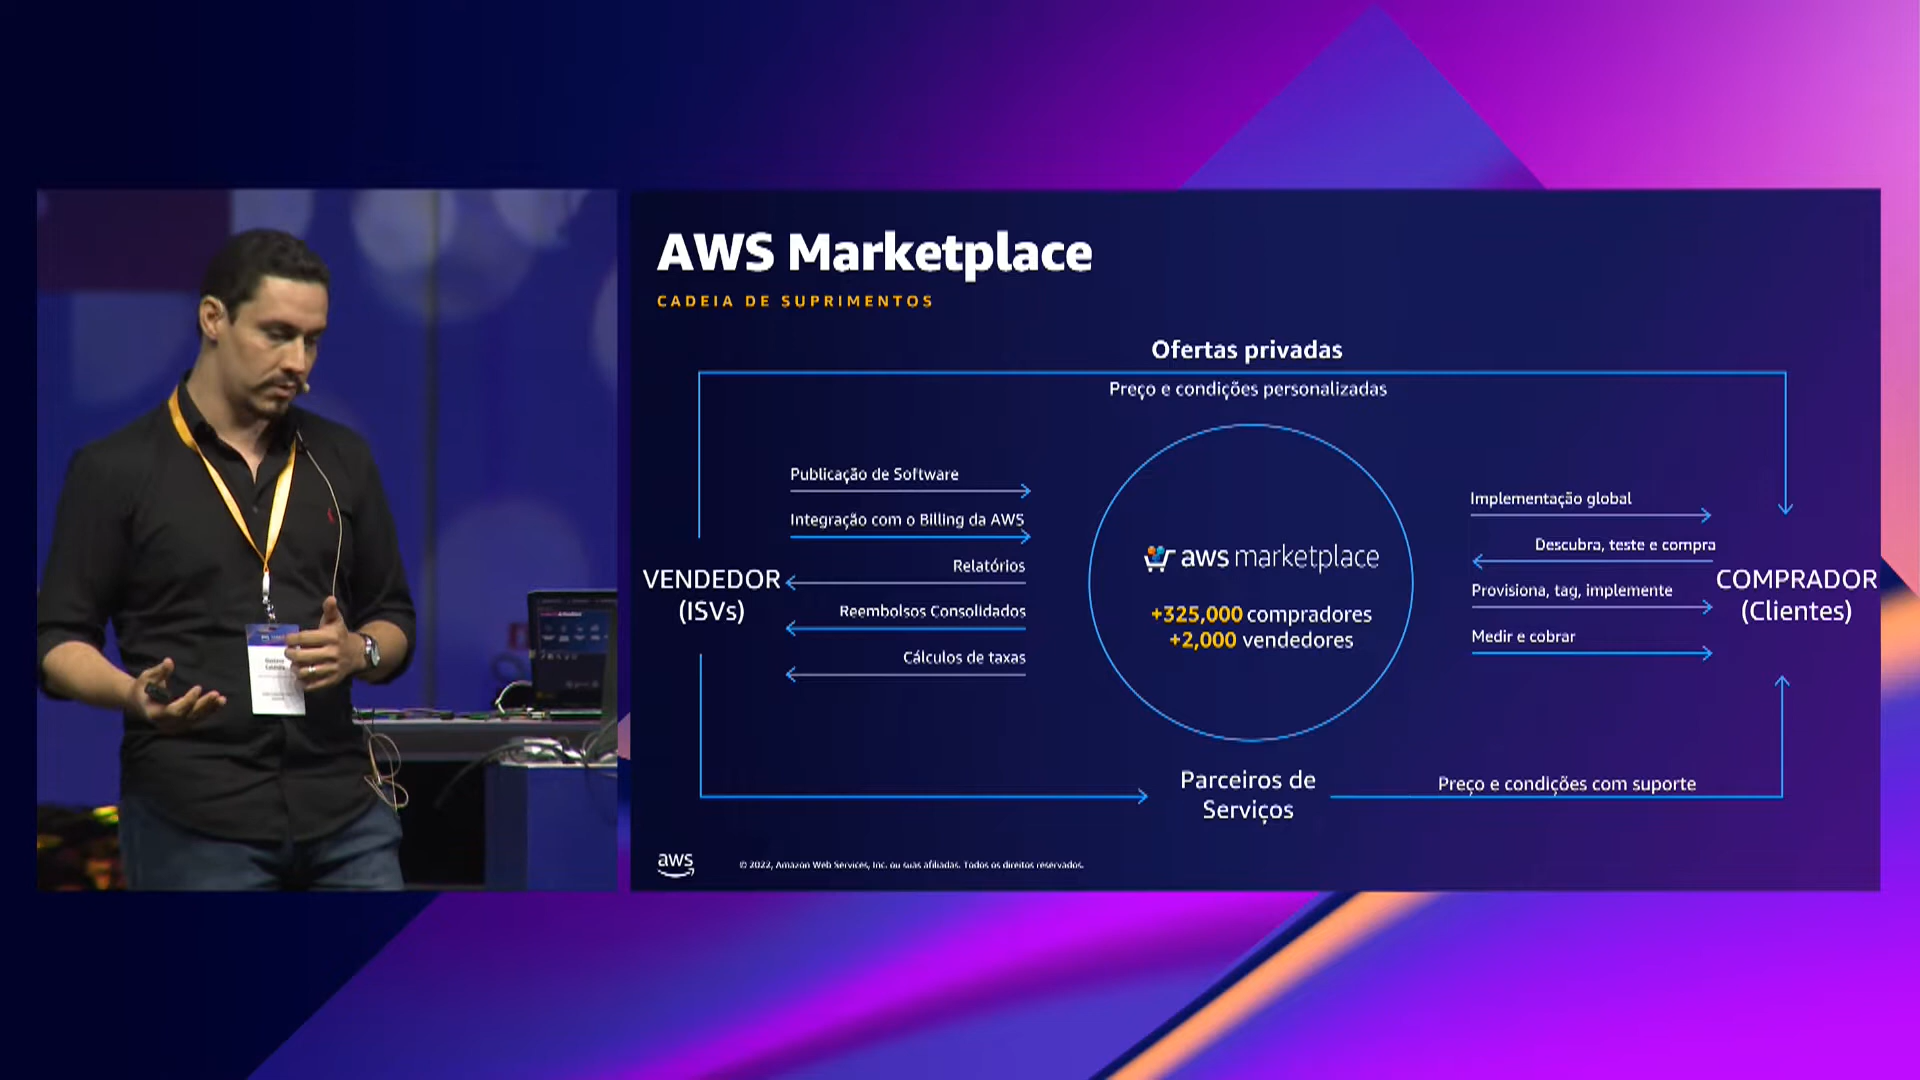 AWS Marketplace
CADEIA DE SUPRIMENTOS
Ofertas privadas
Preço e condições personalizadas
Publicação de Software
Integração com o Billing da AWS
Relatórios
Reembolsos Consolidados
Cálculos de taxas
VENDEDOR
(ISVs)
aws marketplace
+325,000 compradores
+2,000 vendedores
Implementação global
Descubra, teste e compra
Provisiona, tag, implemente
Medir e cobrar
COMPRADOR
(Clientes)
Parceiros de
Serviços
Preço e condições com suporte
aws
© 2022, Amazon Web Services, Inc. ou suas afiliadas. Todos os direitos reservados.